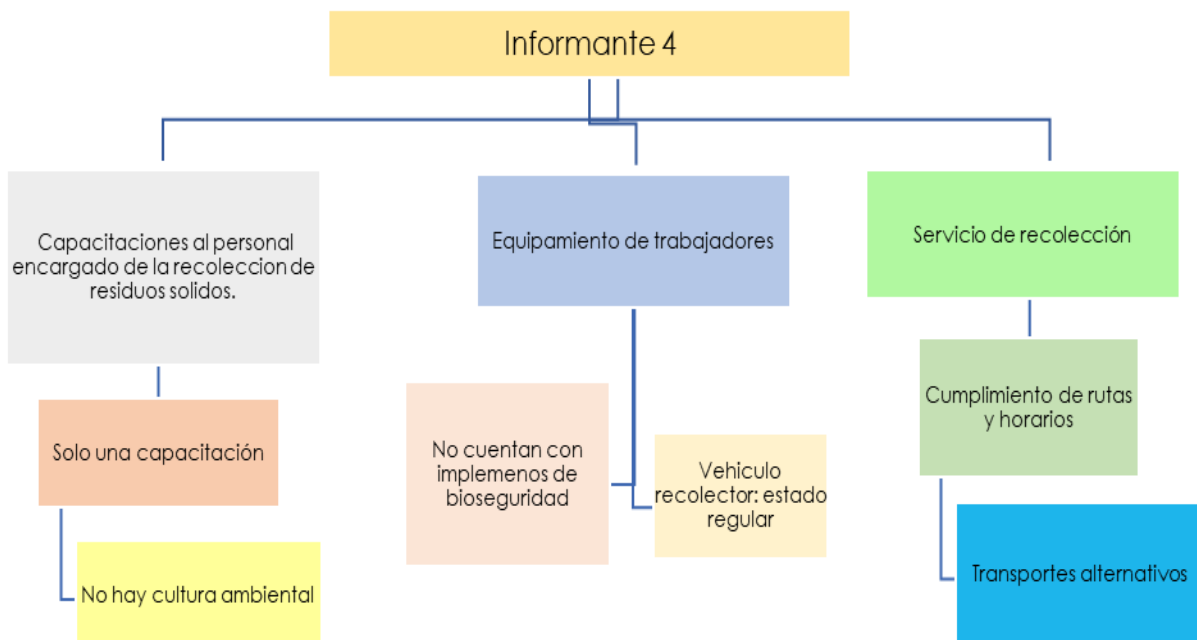 Informante 4
Capacitaciones al personal
encargado de la recoleccion de
residuos solidos.
Equipamiento de trabajadores
Servicio de recolección
Solo una capacitación
No cuentan con
implemenos de
bioseguridad
Vehiculo
recolector: estado
regular
Cumplimiento de rutas
y horarios
No hay cultura ambiental
Transportes alternativos